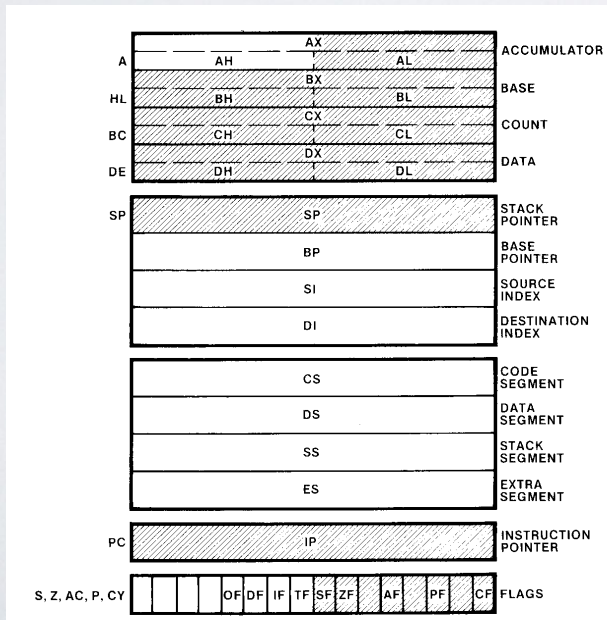 AX
ACCUMULATOR
A AH AL
BX
BASE
HL BH BL
CX
COUNT
BC CH CL
DX
DATA
DE DH DL
SP SP STACK
POINTER
BP BASE
POINTER
SI SOURCE
INDEX
DI DESTINATION
INDEX
CS CODE
SEGMENT
DS DATA
SEGMENT
SS STACK
SEGMENT
ES EXTRA
SEGMENT
PC IP INSTRUCTION
POINTER
S, Z, AC, P, CY OF DF IF TF SF ZF AF PF CF FLAGS